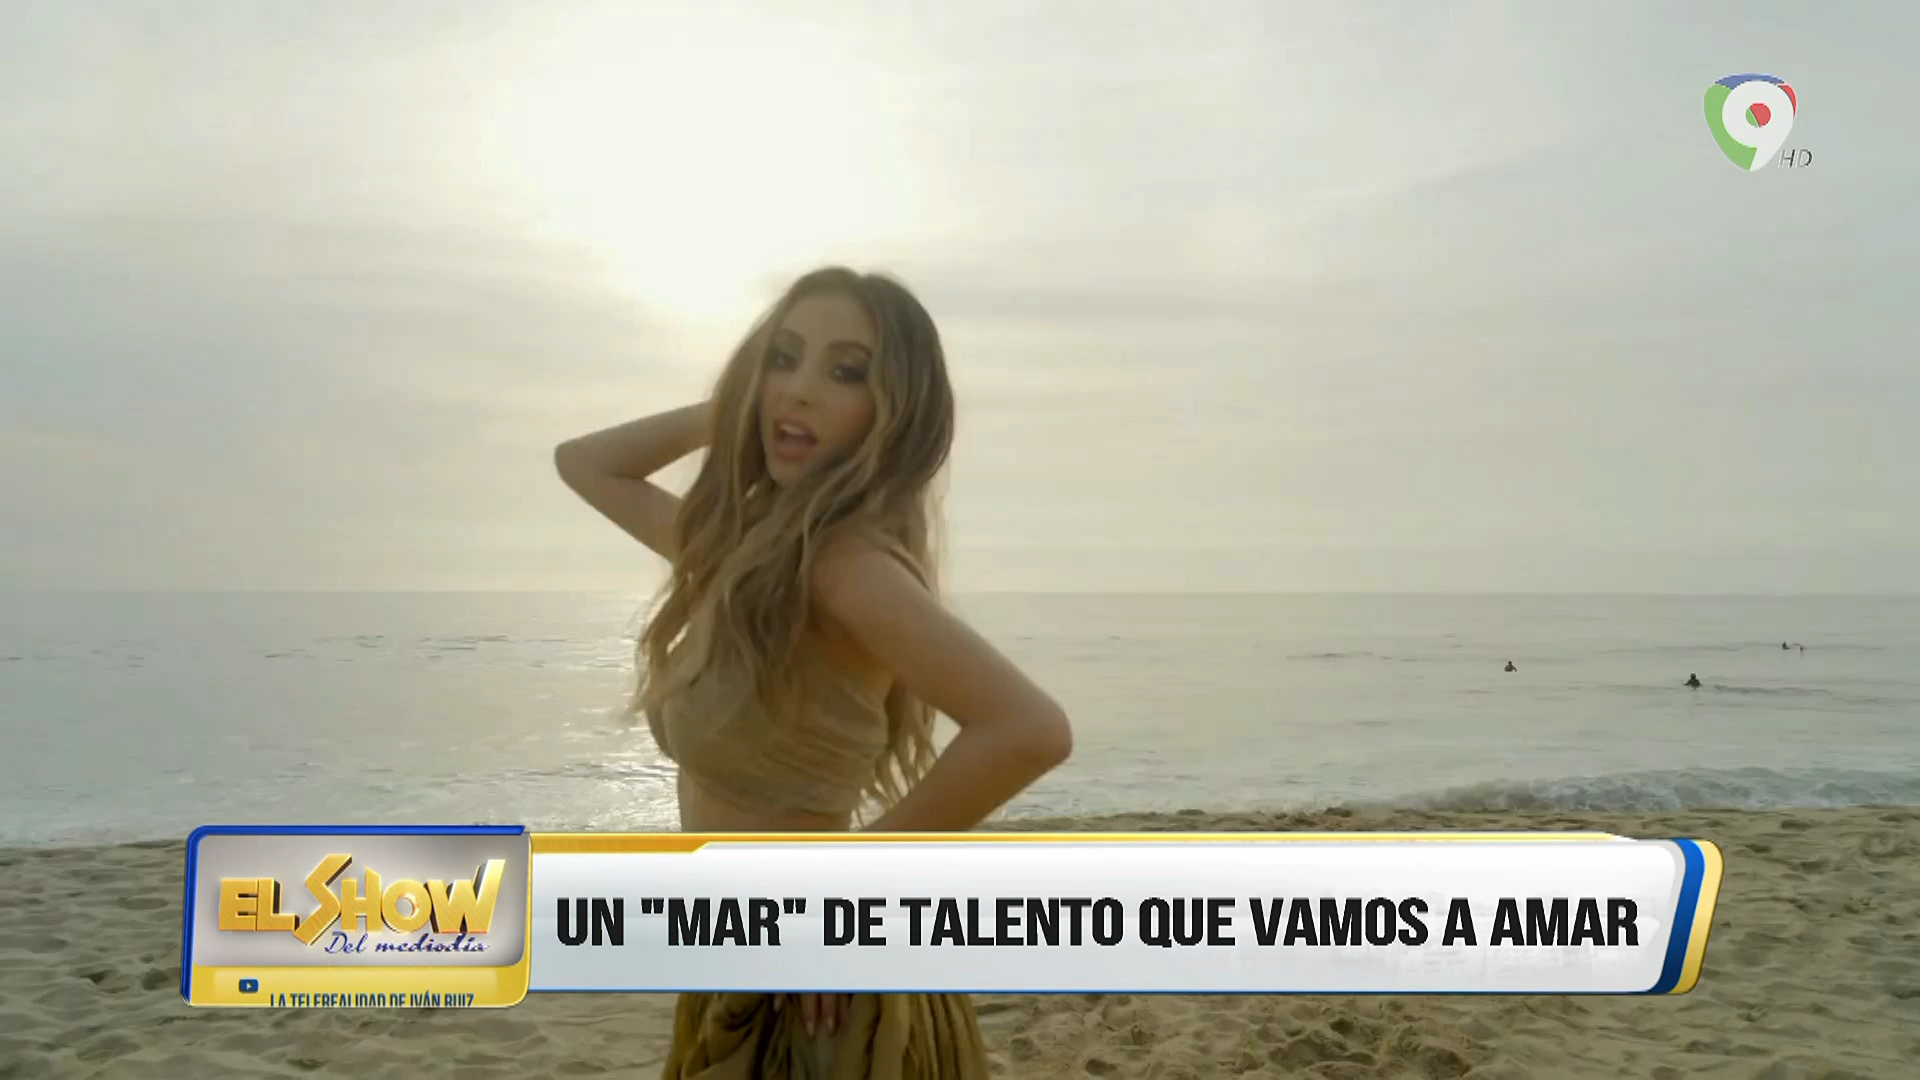 9
HD
EL SHOW
Del mediodía
UN "MAR" DE TALENTO QUE VAMOS A AMAR
LA TELEREALIDAD DE IVÁN RUIZ